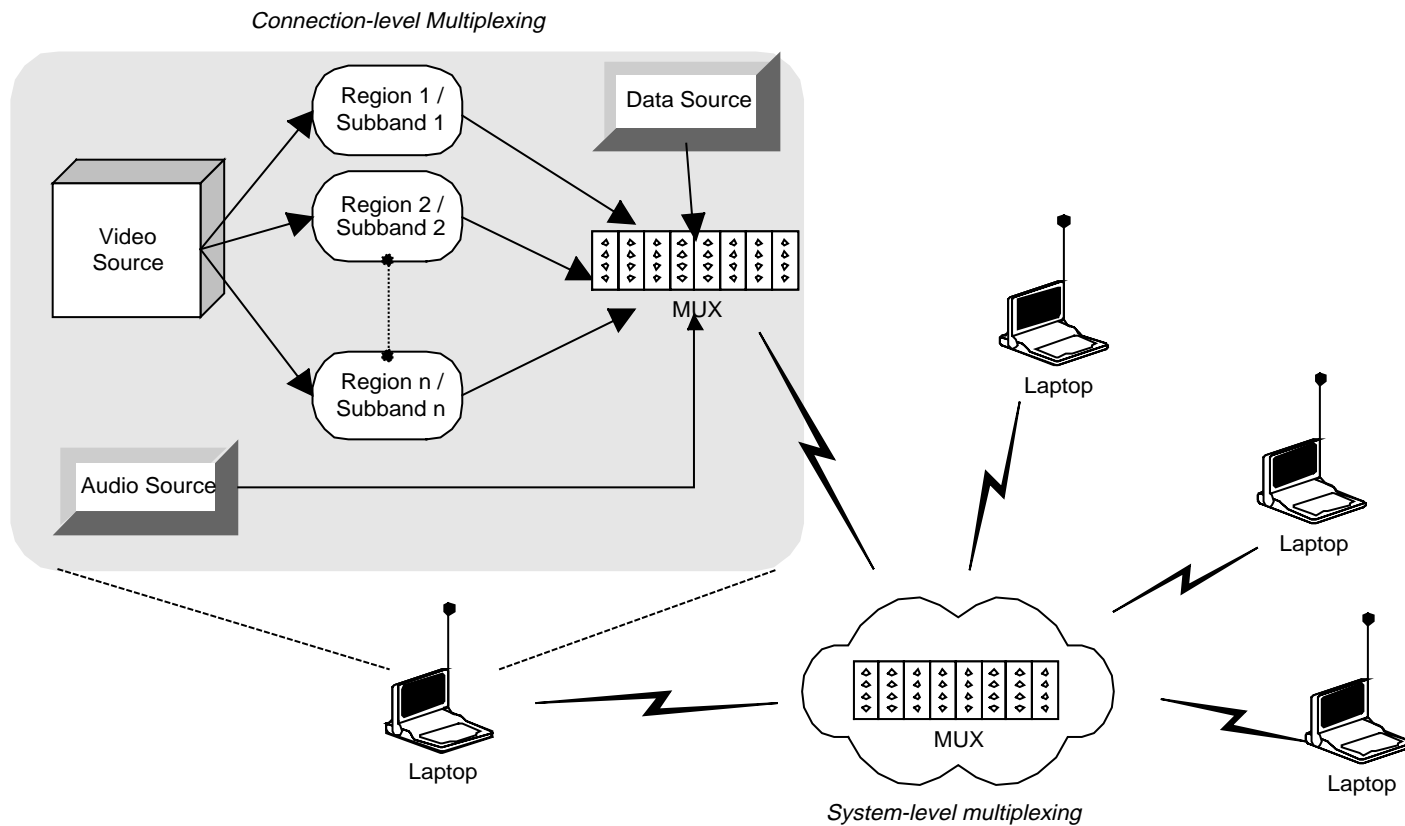 Connection-level Multiplexing
Region 1 /
Subband 1
Data Source
Region 2 /
Subband 2
Video
Source
MUX
Region n /
Subband n
Audio Source
Laptop
Laptop
Laptop
MUX
Laptop
Laptop
System-level multiplexing